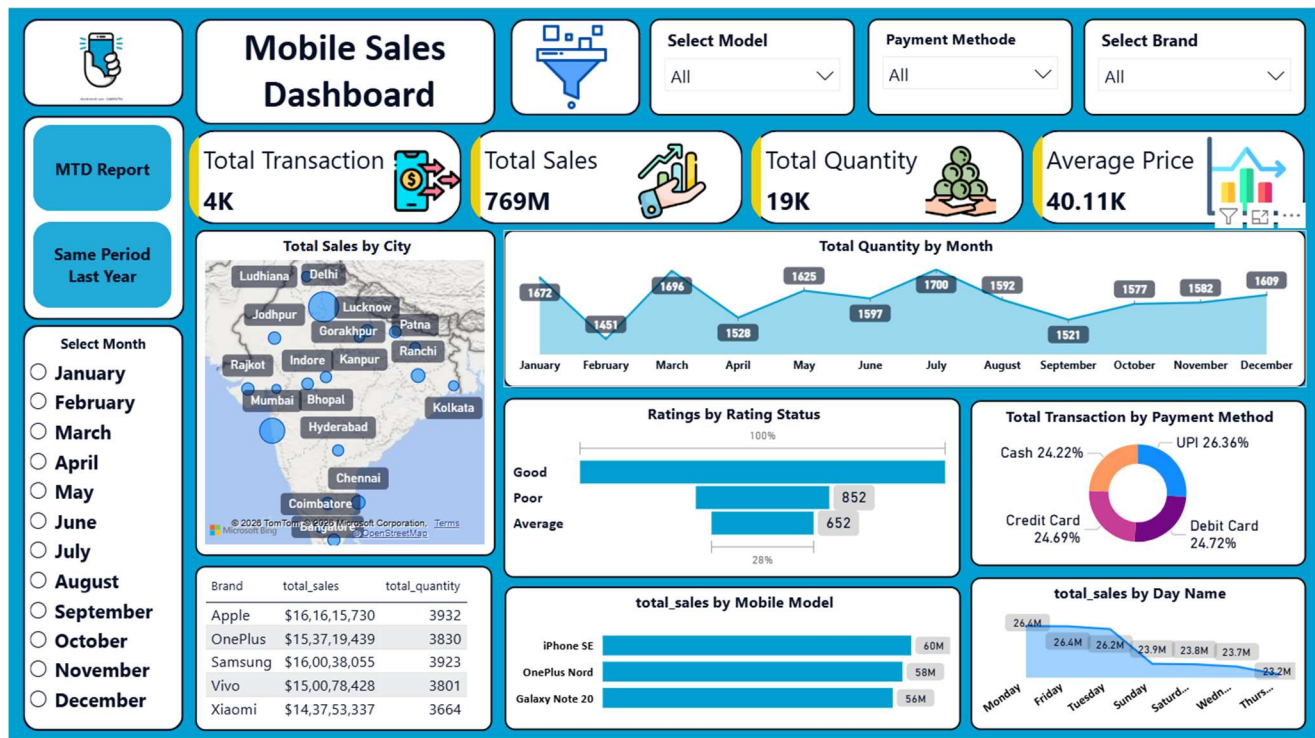 Mobile Sales
Dashboard
Select Model
All
Payment Methode
All
Select Brand
All
MTD Report
Same Period
Last Year
Total Transaction
4K
Total Sales
769M
Total Quantity
19K
Average Price
40.11K
Select Month
January
February
March
April
May
June
July
August
September
October
November
December
Total Sales by City
Ludhiana
Delhi
Jodhpur
Lucknow
Gorakhpur
Patna
Rajkot
Indore
Kanpur
Ranchi
Mumbai
Bhopal
Kolkata
Hyderabad
Chennai
Coimbatore
Bangalore
Microsoft Bing
© 2026 TomTom, © 2026 Microsoft Corporation, Terms
© OpenStreetMap
Total Quantity by Month
1672
1451
1696
1528
1625
1597
1700
1592
1521
1577
1582
1609
January February March April May June July August September October November December
Ratings by Rating Status
100%
Good
Poor 852
Average 652
28%
Total Transaction by Payment Method
Cash 24.22%
UPI 26.36%
Credit Card
24.69%
Debit Card
24.72%
Brand total_sales total_quantity
Apple $16,16,15,730 3932
OnePlus $15,37,19,439 3830
Samsung $16,00,38,055 3923
Vivo $15,00,78,428 3801
Xiaomi $14,37,53,337 3664
total_sales by Mobile Model
iPhone SE 60M
OnePlus Nord 58M
Galaxy Note 20 56M
total_sales by Day Name
26.4M
26.4M
26.2M
23.9M
23.8M
23.7M
23.2M
Monday Friday Tuesday Sunday Saturd... Wedn... Thurs...